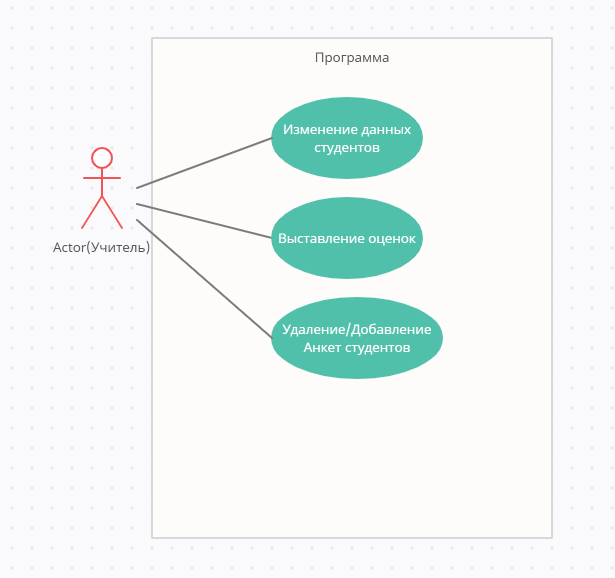 Программа
Изменение данных
студентов
Actor(Учитель)
Выставление оценок
Удаление/Добавление
Анкет студентов